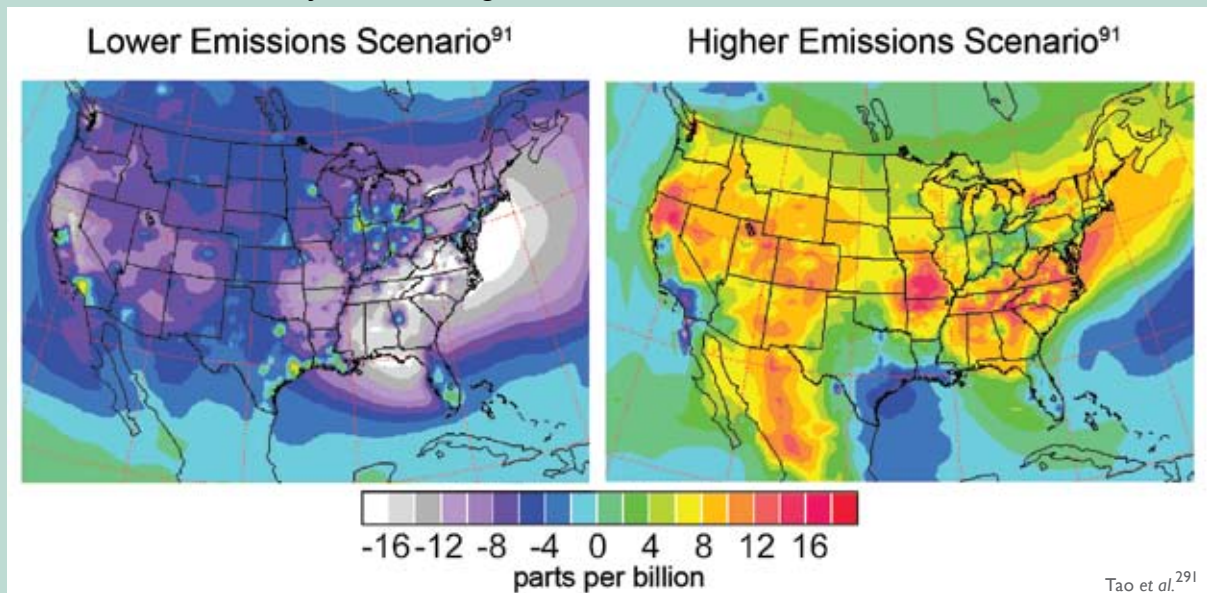 Lower Emissions Scenario91
Higher Emissions Scenario91
-16 -12 -8 -4 0 4 8 12 16
parts per billion
Tao et al.291